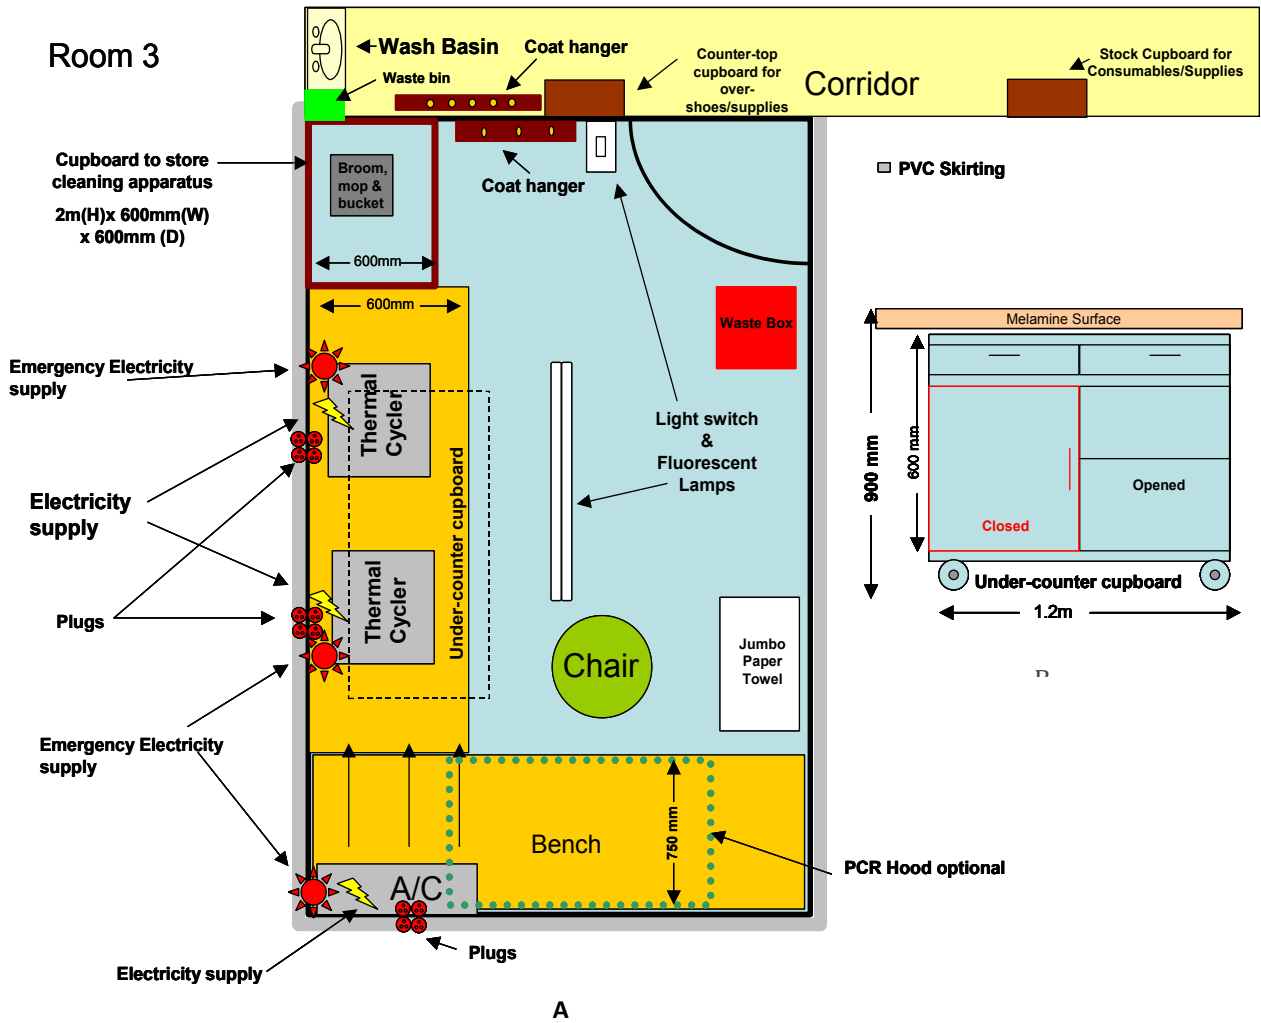 Room 3
Wash Basin
Waste bin
Coat hanger
Counter-top
cupboard for
over-
shoes/supplies
Corridor
Stock Cupboard for
Consumables/Supplies
Cupboard to store
cleaning apparatus
2m(H)x 600mm(W)
x 600mm (D)
Broom,
mop &
bucket
600mm
Coat hanger
PVC Skirting
600mm
Waste Box
Emergency Electricity
supply
Thermal
Cycler
Under-counter cupboard
Light switch
&
Fluorescent
Lamps
Electricity
supply
Thermal
Cycler
Plugs
Chair
Jumbo
Paper
Towel
Emergency Electricity
supply
Bench
750 mm
PCR Hood optional
A/C
Plugs
Electricity supply
A
Melamine Surface
900 mm
600 mm
Closed
Opened
Under-counter cupboard
1.2m